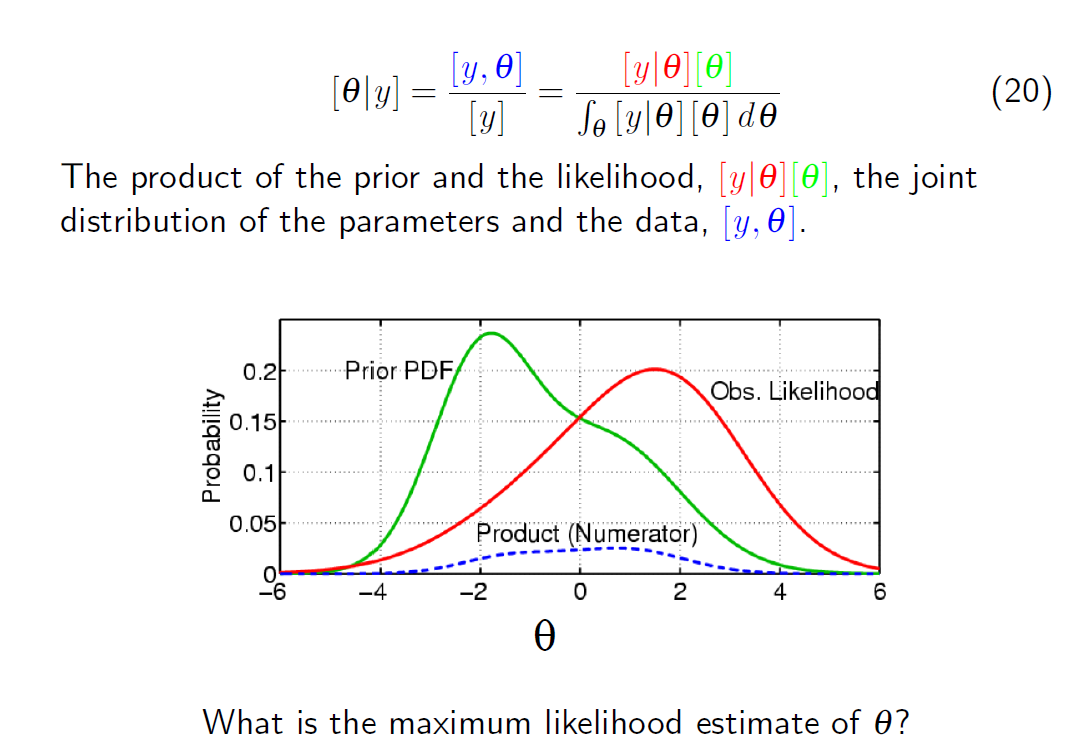 [θ|y] = [y, θ] / [y] = [y|θ][θ] / ∫θ [y|θ][θ] dθ (20)
The product of the prior and the likelihood, [y|θ][θ], the joint
distribution of the parameters and the data, [y, θ].
0.2
0.15
0.1
0.05
0
Probability
Prior PDF
Obs. Likelihood
Product (Numerator)
−6 −4 −2 0 2 4 6
θ
What is the maximum likelihood estimate of θ?